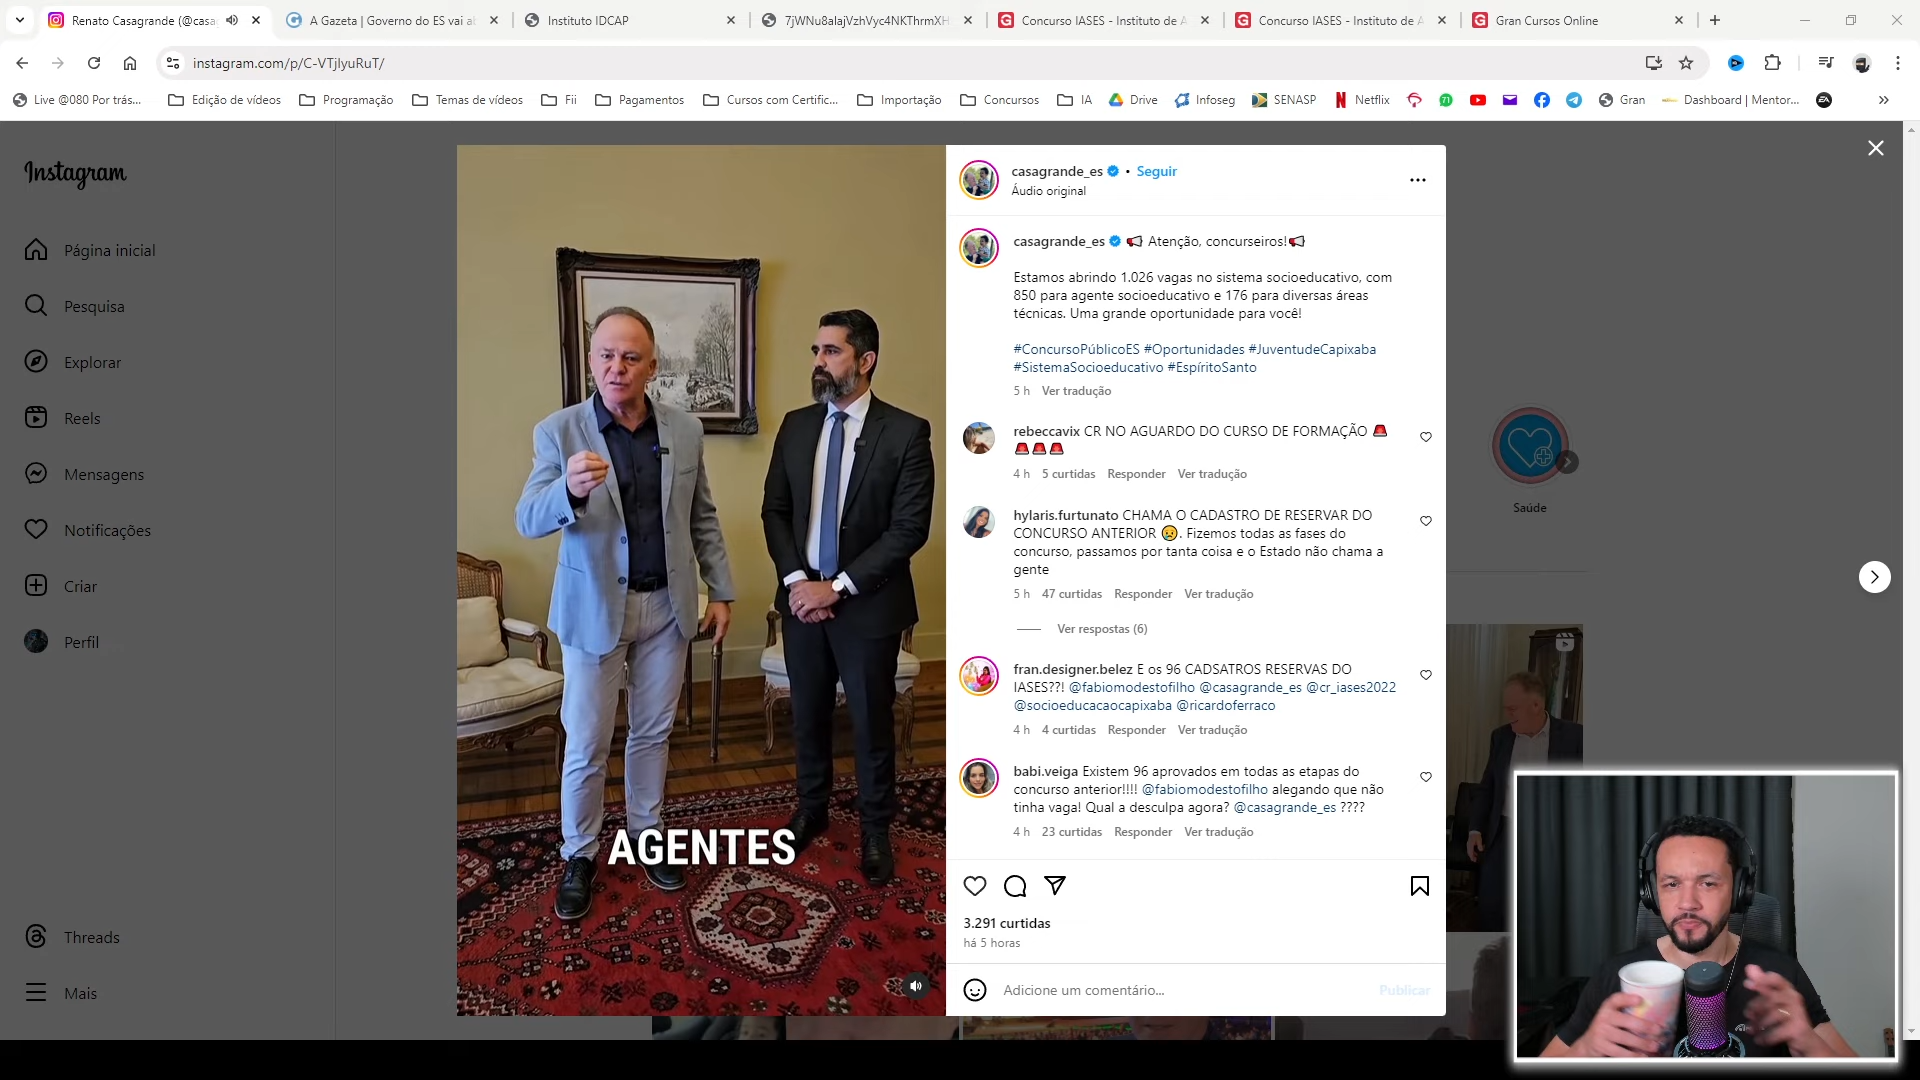 Renato Casagrande (@casa
A Gazeta | Governo do ES vai ab
Instituto IDCAP
7jWNu8alajVzhVyc4NKThrmXH
Concurso IASES - Instituto de A
Concurso IASES - Instituto de A
Gran Cursos Online
instagram.com/p/C-VTjlyuRuT/
Live @080 Por trás...
Edição de vídeos
Programação
Temas de vídeos
Fii
Pagamentos
Cursos com Certific...
Importação
Concursos
IA
Drive
Infoseg
SENASP
Netflix
71
Gran
Dashboard | Mentor...
EA
Instagram
Página inicial
Pesquisa
Explorar
Reels
Mensagens
Notificações
Criar
Perfil
Threads
Mais
AGENTES
casagrande_es • Seguir
Áudio original
casagrande_es 📢 Atenção, concurseiros!📢
Estamos abrindo 1.026 vagas no sistema socioeducativo, com
850 para agente socioeducativo e 176 para diversas áreas
técnicas. Uma grande oportunidade para você!
#ConcursoPúblicoES #Oportunidades #JuventudeCapixaba
#SistemaSocioeducativo #EspíritoSanto
5 h Ver tradução
rebeccavix CR NO AGUARDO DO CURSO DE FORMAÇÃO 🚨
🚨🚨🚨
4 h 5 curtidas Responder Ver tradução
hylaris.furtunato CHAMA O CADASTRO DE RESERVAR DO
CONCURSO ANTERIOR 😢. Fizemos todas as fases do
concurso, passamos por tanta coisa e o Estado não chama a
gente
5 h 47 curtidas Responder Ver tradução
Ver respostas (6)
fran.designer.belez E os 96 CADSATROS RESERVAS DO
IASES??! @fabiomodestofilho @casagrande_es @cr_iases2022
@socioeducacaocapixaba @ricardoferraco
4 h 4 curtidas Responder Ver tradução
babi.veiga Existem 96 aprovados em todas as etapas do
concurso anterior!!!! @fabiomodestofilho alegando que não
tinha vaga! Qual a desculpa agora? @casagrande_es ????
4 h 23 curtidas Responder Ver tradução
3.291 curtidas
há 5 horas
Adicione um comentário...
Publicar
Saúde